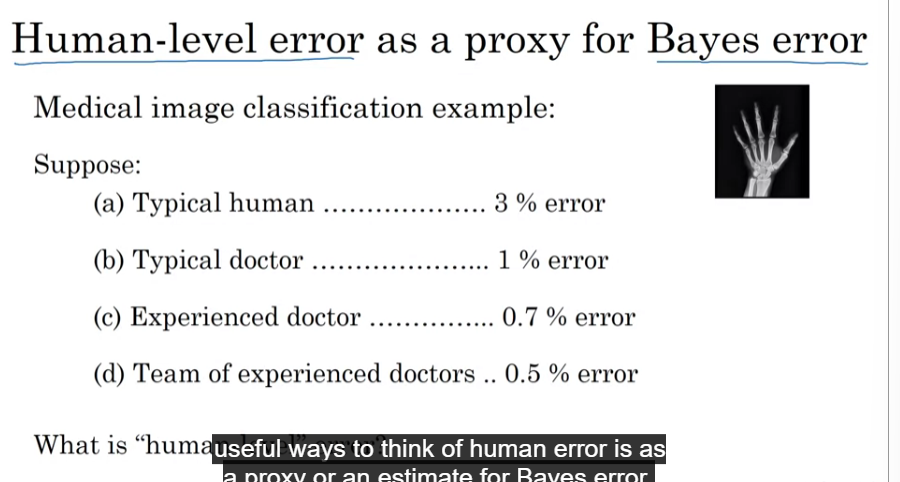 Human-level error as a proxy for Bayes error
Medical image classification example:
Suppose:
(a) Typical human ................... 3 % error
(b) Typical doctor ..................... 1 % error
(c) Experienced doctor ............... 0.7 % error
(d) Team of experienced doctors .. 0.5 % error
What is “huma
useful ways to think of human error is as
a proxy or an estimate for Bayes error.